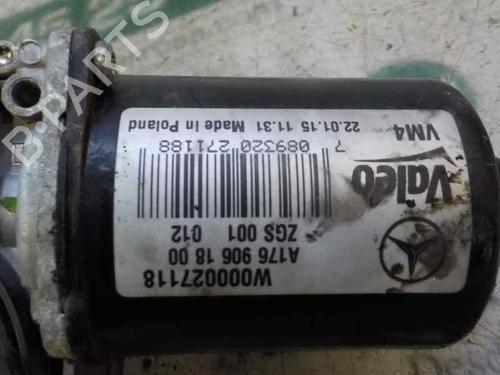 W000027118
A176 906 18 00
ZGS 001 012
7 089320 271188
22.01.15 11.31 Made In Poland
VM4
Valeo
B-PARTS